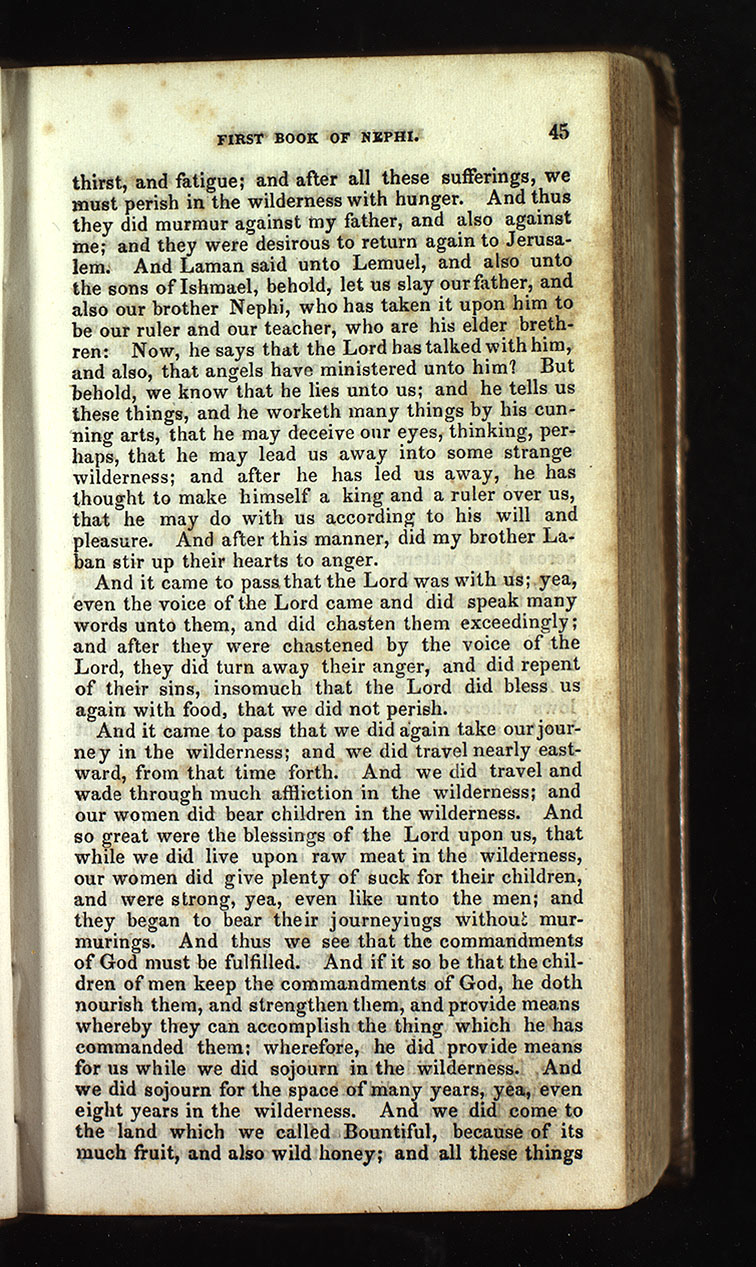 FIRST BOOK OF NEPHI. 45
thirst, and fatigue; and after all these sufferings, we
must perish in the wilderness with hunger. And thus
they did murmur against my father, and also against
me; and they were desirous to return again to Jerusa-
lem. And Laman said unto Lemuel, and also unto
the sons of Ishmael, behold, let us slay our father, and
also our brother Nephi, who has taken it upon him to
be our ruler and our teacher, who are his elder breth-
ren: Now, he says that the Lord has talked with him,
and also, that angels have ministered unto him? But
behold, we know that he lies unto us; and he tells us
these things, and he worketh many things by his cun-
ning arts, that he may deceive our eyes, thinking, per-
haps, that he may lead us away into some strange
wilderness; and after he has led us away, he has
thought to make himself a king and a ruler over us,
that he may do with us according to his will and
pleasure. And after this manner, did my brother La-
ban stir up their hearts to anger.
And it came to pass that the Lord was with us; yea,
even the voice of the Lord came and did speak many
words unto them, and did chasten them exceedingly;
and after they were chastened by the voice of the
Lord, they did turn away their anger, and did repent
of their sins, insomuch that the Lord did bless us
again with food, that we did not perish.
And it came to pass that we did again take our jour-
ney in the wilderness; and we did travel nearly east-
ward, from that time forth. And we did travel and
wade through much affliction in the wilderness; and
our women did bear children in the wilderness. And
so great were the blessings of the Lord upon us, that
while we did live upon raw meat in the wilderness,
our women did give plenty of suck for their children,
and were strong, yea, even like unto the men; and
they began to bear their journeyings without mur-
murings. And thus we see that the commandments
of God must be fulfilled. And if it so be that the chil-
dren of men keep the commandments of God, he doth
nourish them, and strengthen them, and provide means
whereby they can accomplish the thing which he has
commanded them; wherefore, he did provide means
for us while we did sojourn in the wilderness. And
we did sojourn for the space of many years, yea, even
eight years in the wilderness. And we did come to
the land which we called Bountiful, because of its
much fruit, and also wild honey; and all these things